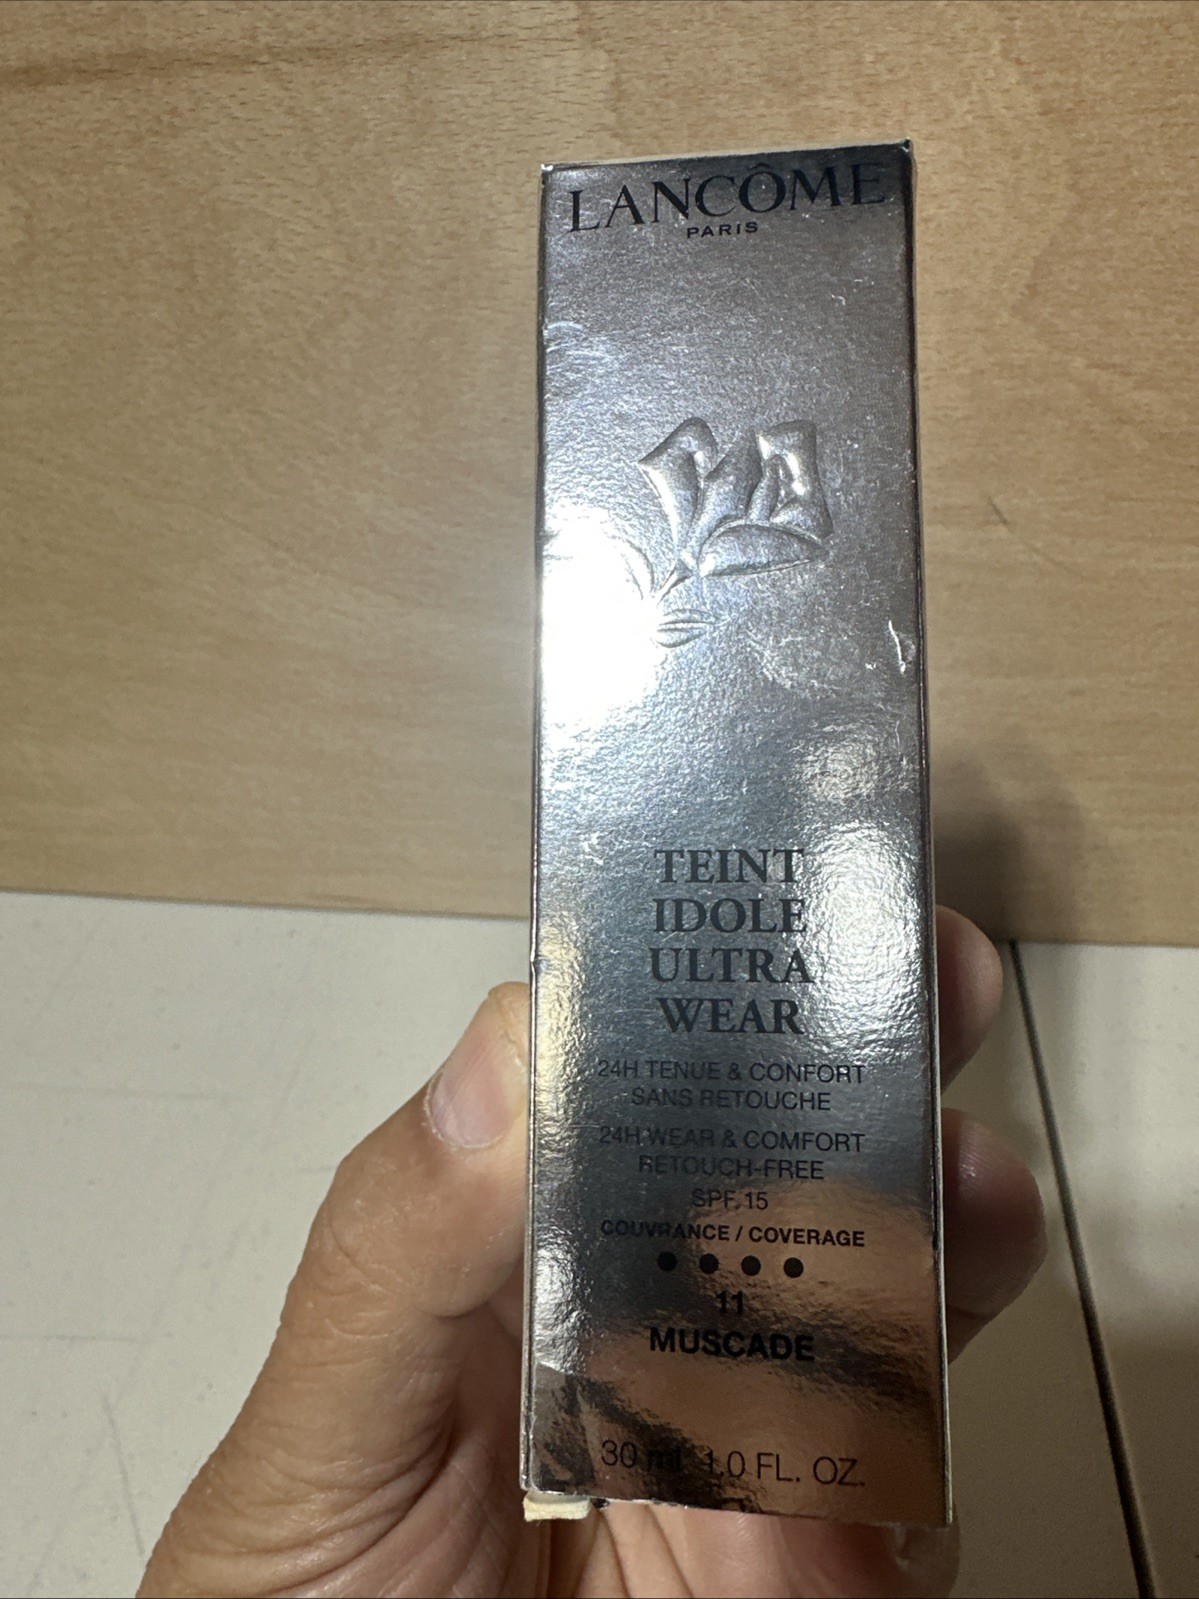 LANCÔME
PARIS
TEINT
IDOLE
ULTRA
WEAR
24H TENUE & CONFORT
SANS RETOUCHE
24H WEAR & COMFORT
RETOUCH-FREE
SPF 15
COUVRANCE / COVERAGE
11
MUSCADE
30 ml 1.0 FL. OZ.